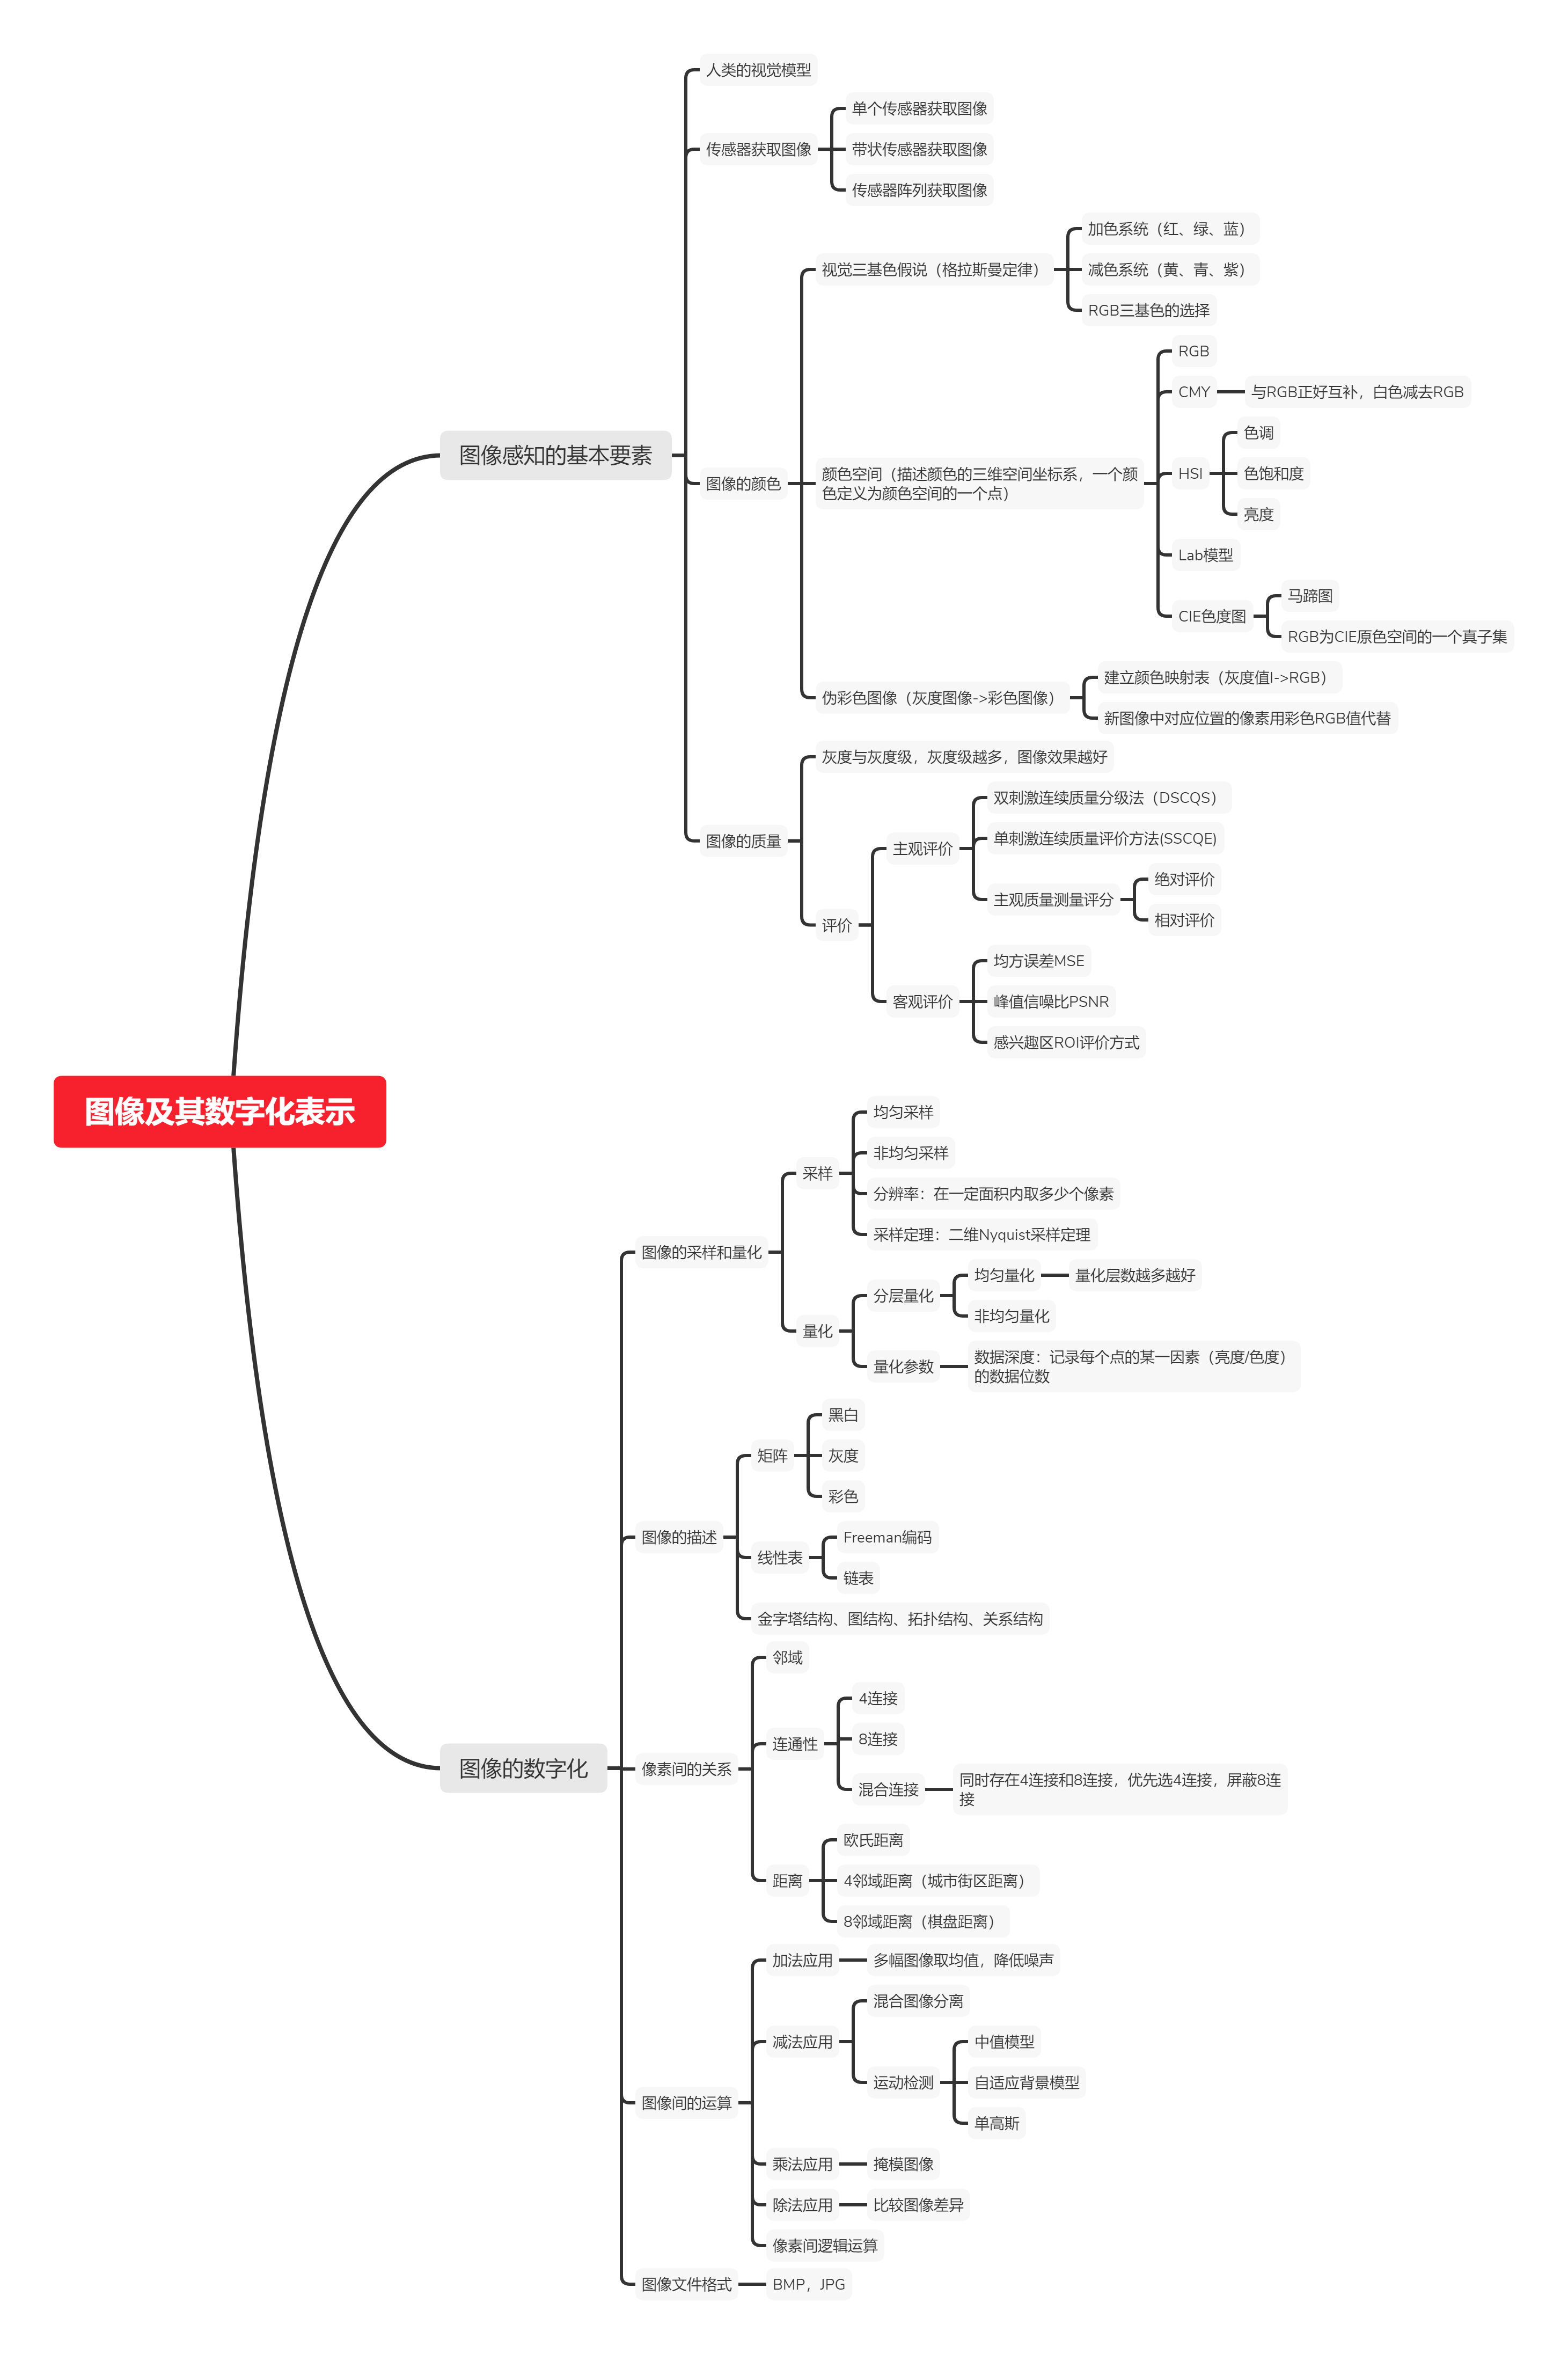 图像及其数字化表示
图像感知的基本要素
人类的视觉模型
传感器获取图像
单个传感器获取图像
带状传感器获取图像
传感器阵列获取图像
图像的颜色
视觉三基色假说（格拉斯曼定律）
加色系统（红、绿、蓝）
减色系统（黄、青、紫）
RGB三基色的选择
颜色空间（描述颜色的三维空间坐标系，一个颜
色定义为颜色空间的一个点）
RGB
CMY
与RGB正好互补，白色减去RGB
HSI
色调
色饱和度
亮度
Lab模型
CIE色度图
马蹄图
RGB为CIE原色空间的一个真子集
伪彩色图像（灰度图像->彩色图像）
建立颜色映射表（灰度值I->RGB）
新图像中对应位置的像素用彩色RGB值代替
图像的质量
灰度与灰度级，灰度级越多，图像效果越好
评价
主观评价
双刺激连续质量分级法（DSCQS）
单刺激连续质量评价方法(SSCQE)
主观质量测量评分
绝对评价
相对评价
客观评价
均方误差MSE
峰值信噪比PSNR
感兴趣区ROI评价方式
图像的数字化
图像的采样和量化
采样
均匀采样
非均匀采样
分辨率：在一定面积内取多少个像素
采样定理：二维Nyquist采样定理
量化
分层量化
均匀量化
量化层数越多越好
非均匀量化
量化参数
数据深度：记录每个点的某一因素（亮度/色度）
的数据位数
图像的描述
矩阵
黑白
灰度
彩色
线性表
Freeman编码
链表
金字塔结构、图结构、拓扑结构、关系结构
像素间的关系
邻域
连通性
4连接
8连接
混合连接
同时存在4连接和8连接，优先选4连接，屏蔽8连
接
距离
欧氏距离
4邻域距离（城市街区距离）
8邻域距离（棋盘距离）
图像间的运算
加法应用
多幅图像取均值，降低噪声
减法应用
混合图像分离
运动检测
中值模型
自适应背景模型
单高斯
乘法应用
掩模图像
除法应用
比较图像差异
像素间逻辑运算
图像文件格式
BMP，JPG